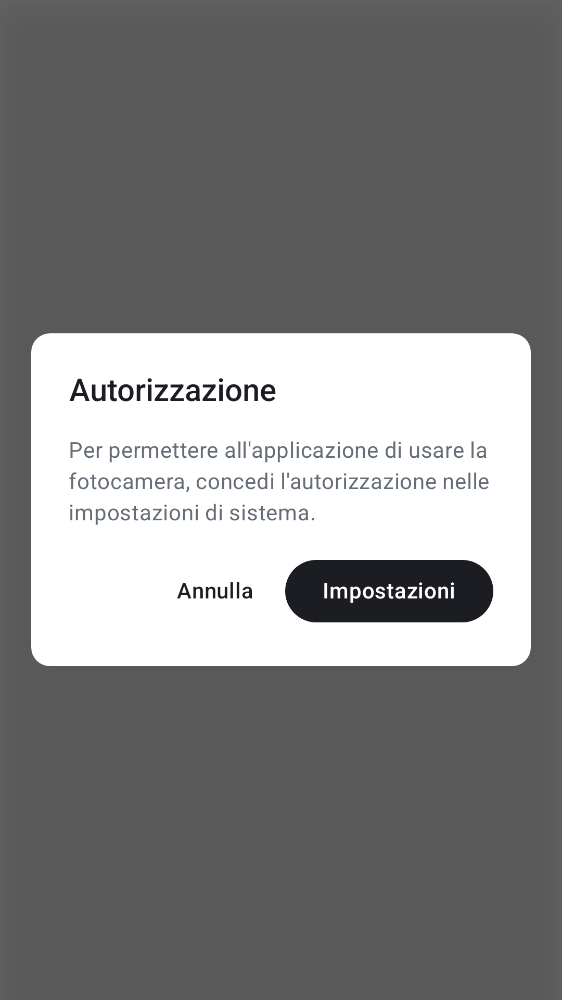 Autorizzazione
Per permettere all'applicazione di usare la
fotocamera, concedi l'autorizzazione nelle
impostazioni di sistema.
Annulla
Impostazioni